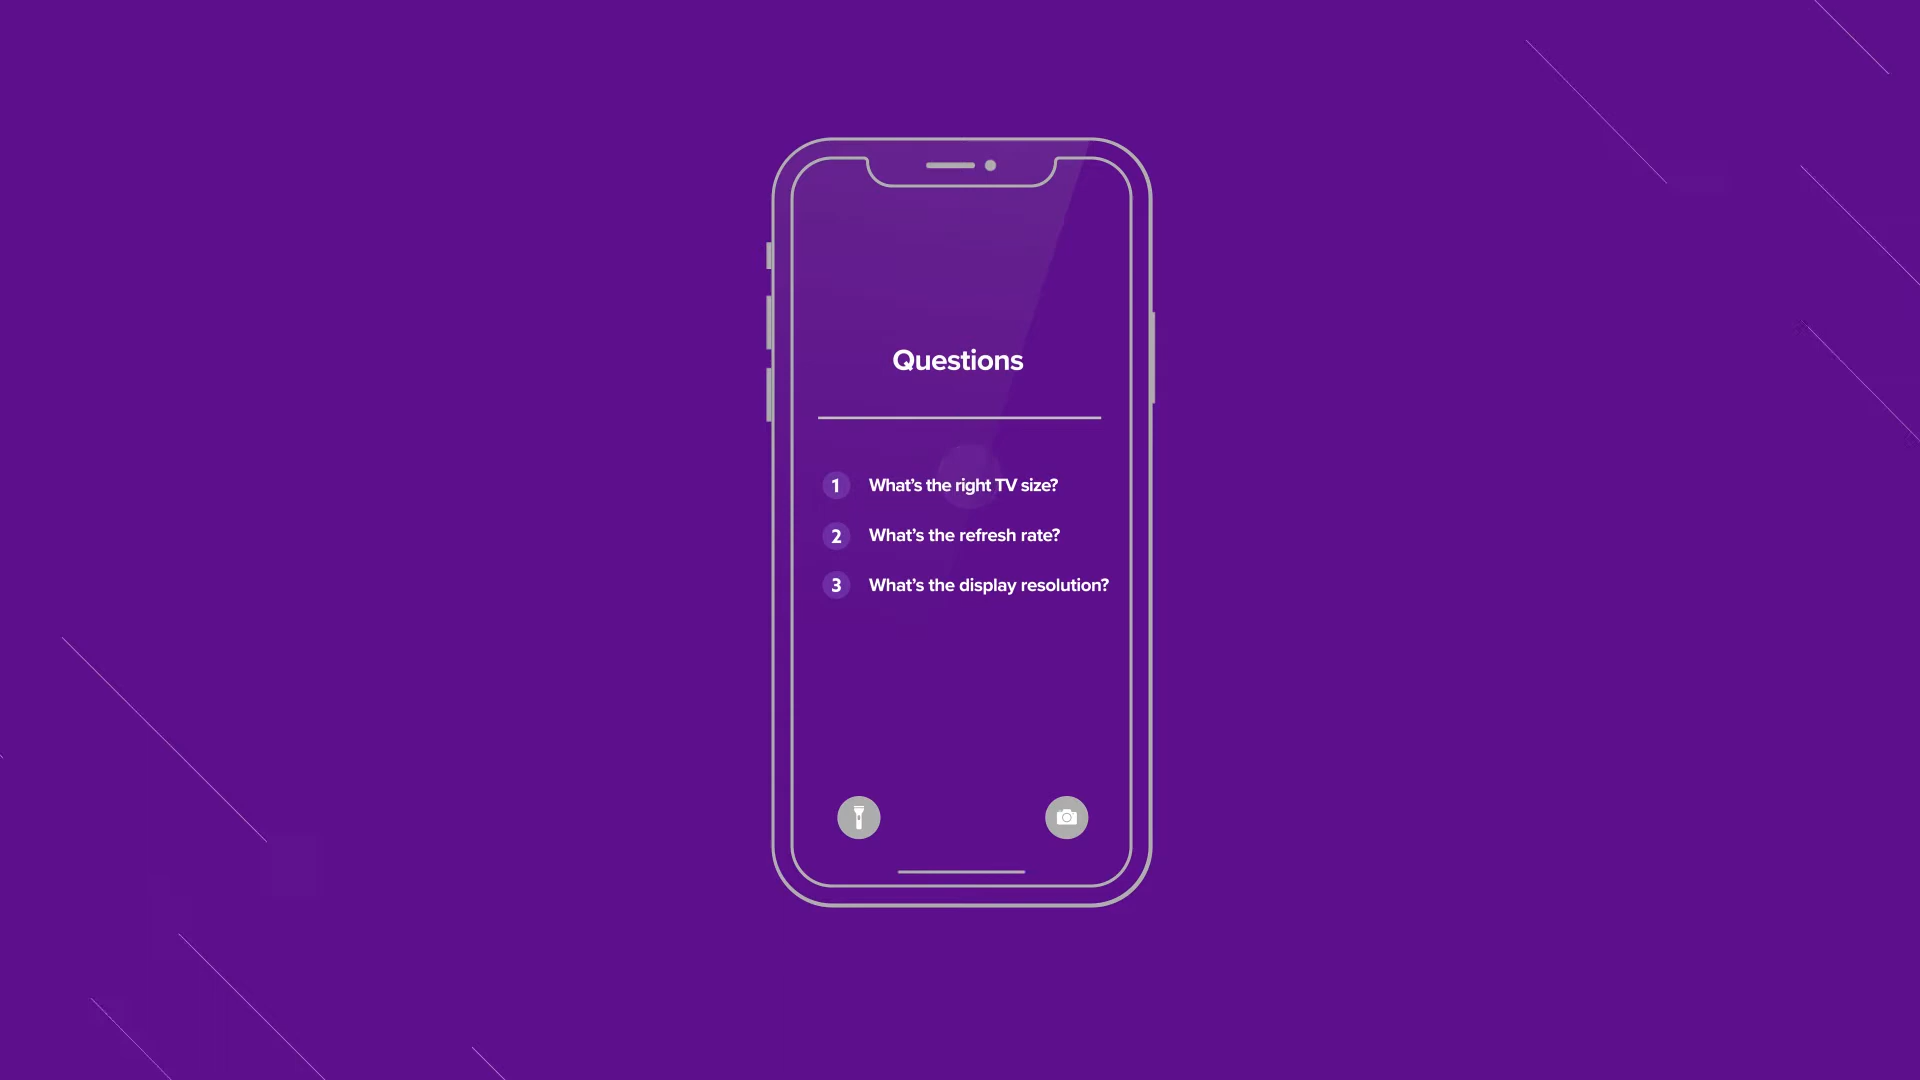 Questions
1 What’s the right TV size?
2 What’s the refresh rate?
3 What’s the display resolution?